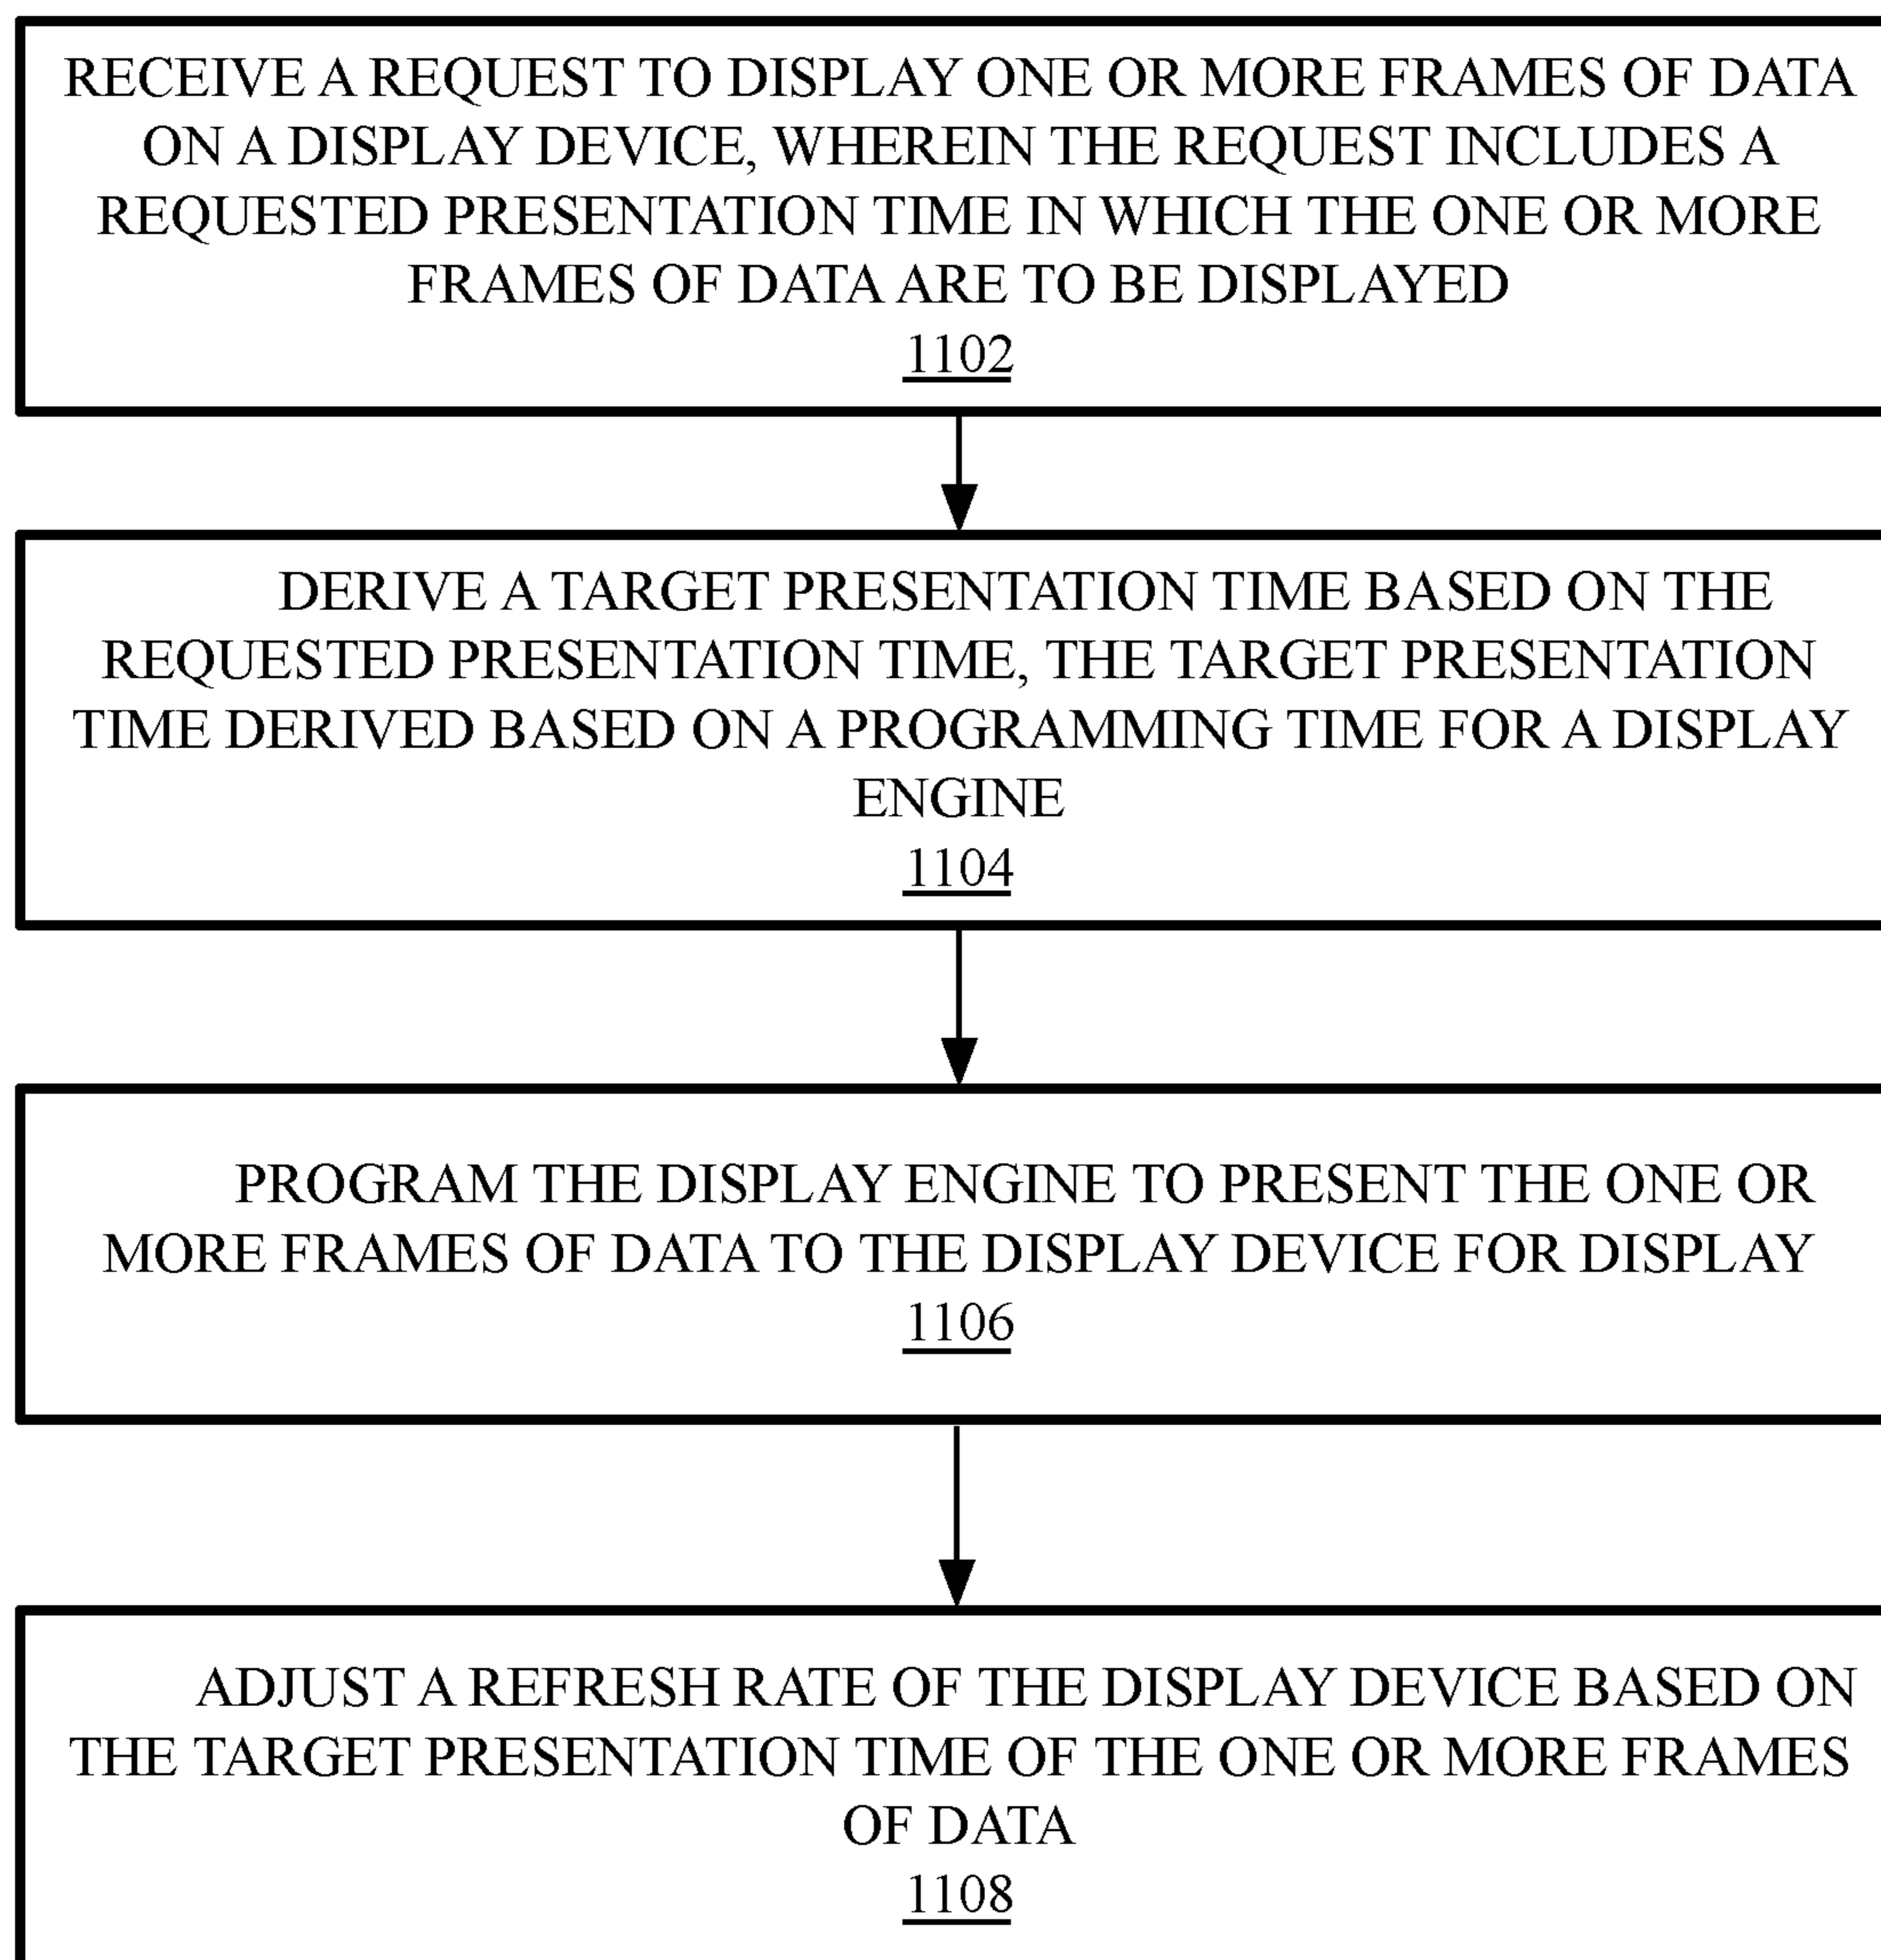 RECEIVE A REQUEST TO DISPLAY ONE OR MORE FRAMES OF DATA
ON A DISPLAY DEVICE, WHEREIN THE REQUEST INCLUDES A
REQUESTED PRESENTATION TIME IN WHICH THE ONE OR MORE
FRAMES OF DATA ARE TO BE DISPLAYED
1102
DERIVE A TARGET PRESENTATION TIME BASED ON THE
REQUESTED PRESENTATION TIME, THE TARGET PRESENTATION
TIME DERIVED BASED ON A PROGRAMMING TIME FOR A DISPLAY
ENGINE
1104
PROGRAM THE DISPLAY ENGINE TO PRESENT THE ONE OR
MORE FRAMES OF DATA TO THE DISPLAY DEVICE FOR DISPLAY
1106
ADJUST A REFRESH RATE OF THE DISPLAY DEVICE BASED ON
THE TARGET PRESENTATION TIME OF THE ONE OR MORE FRAMES
OF DATA
1108